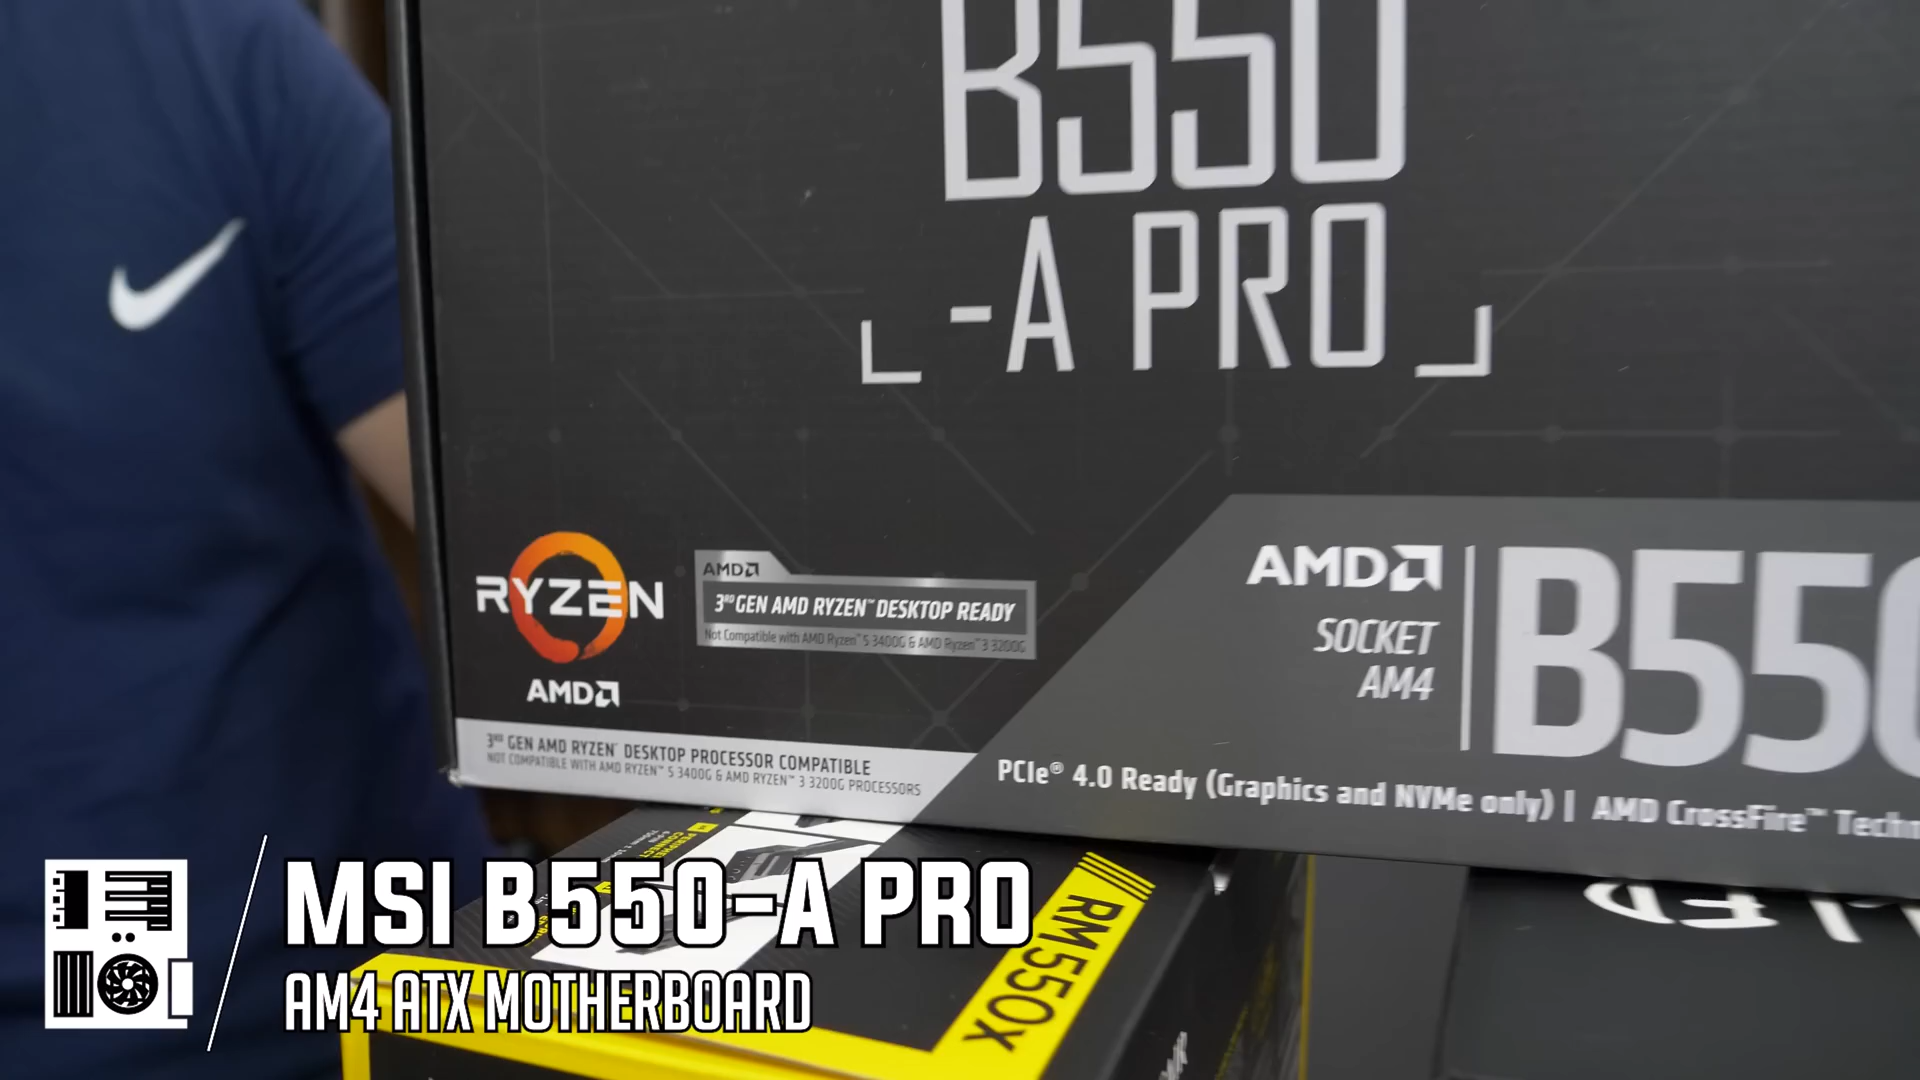 B550
-A PRO
RYZEN
AMD
AMD
3RD GEN AMD RYZEN™ DESKTOP READY
Not Compatible with AMD Ryzen™ 5 3400G & AMD Ryzen™ 3 3200G
AMD
SOCKET
AM4
B550
3RD GEN AMD RYZEN™ DESKTOP PROCESSOR COMPATIBLE
NOT COMPATIBLE WITH AMD RYZEN™ 5 3400G & AMD RYZEN™ 3 3200G PROCESSORS
PCIe® 4.0 Ready (Graphics and NVMe only) | AMD CrossFire™ Techn
RM550x
MSI B550-A PRO
AM4 ATX MOTHERBOARD